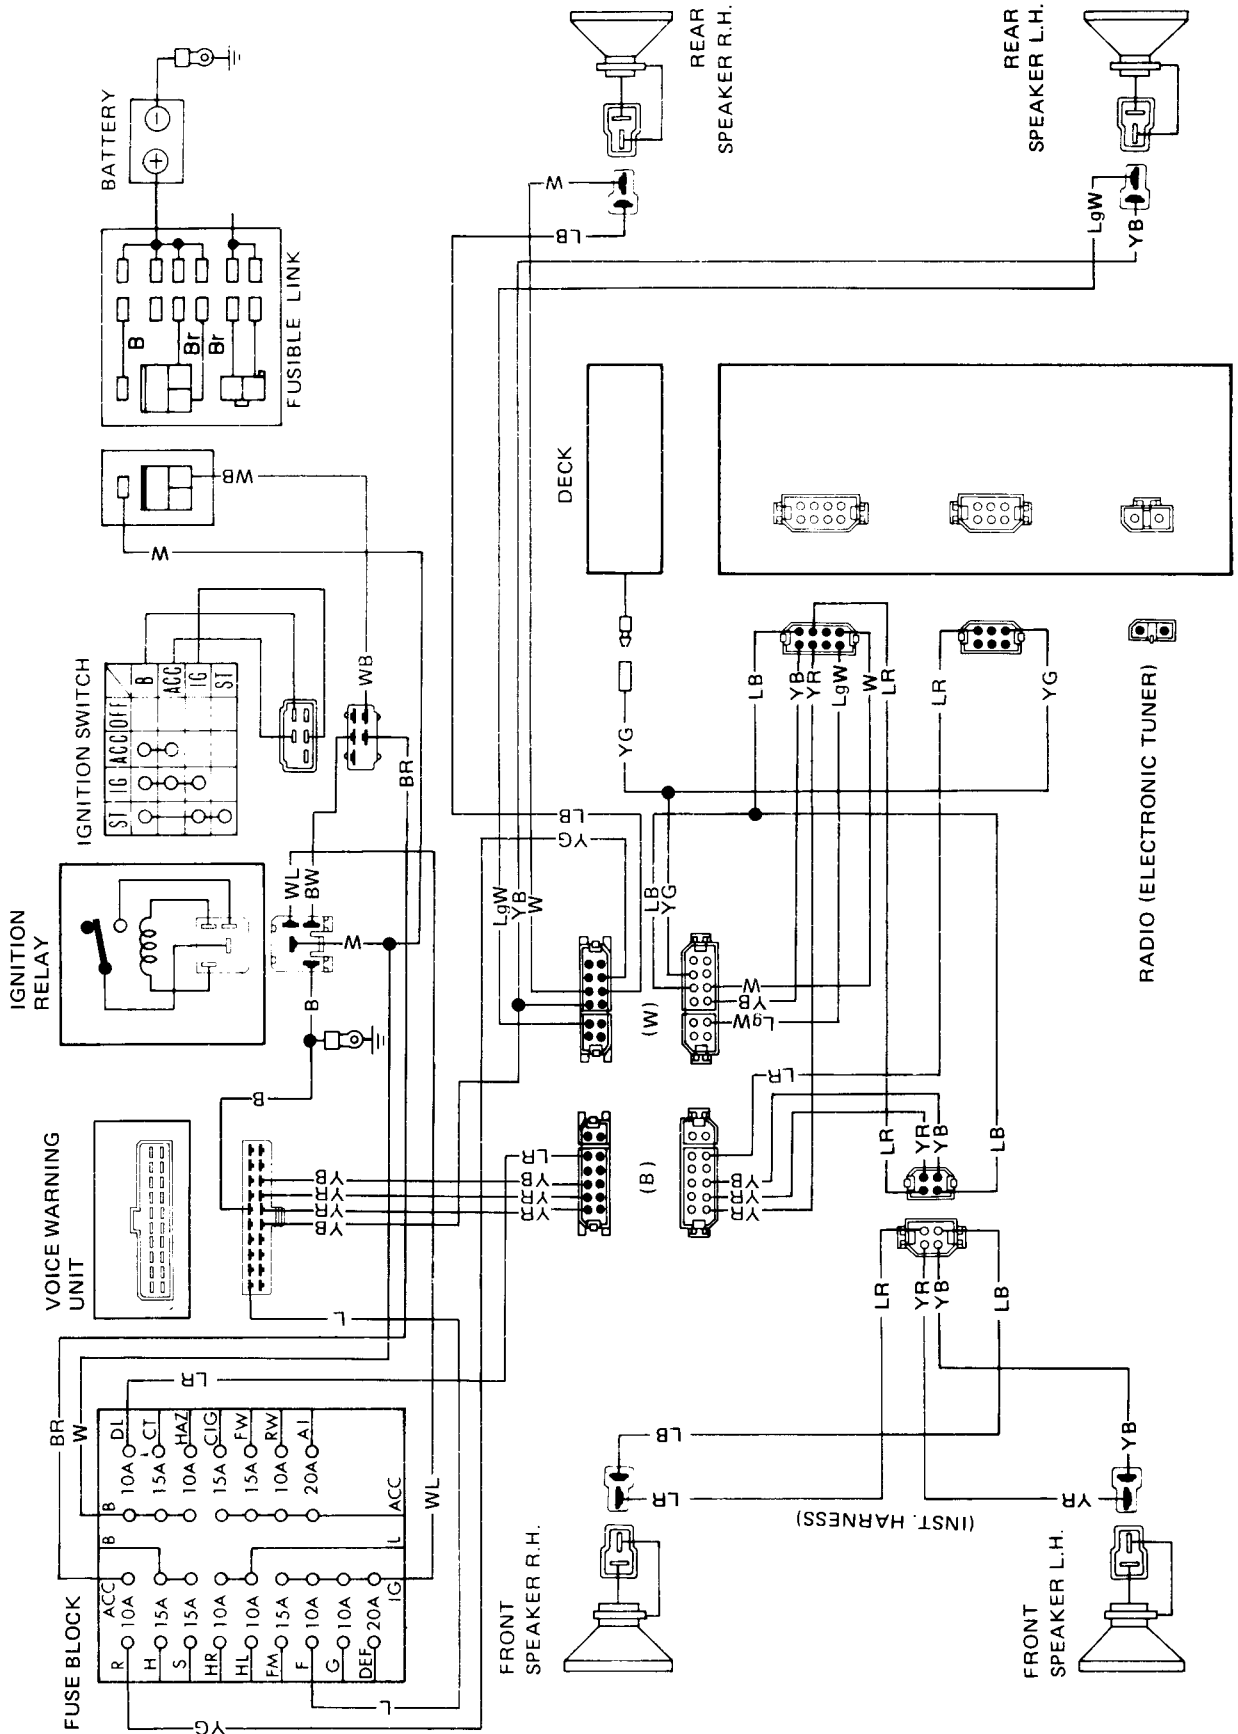 BATTERY
REAR
SPEAKER R.H.
REAR
SPEAKER L.H.
W
LB
LgW
YB
B
Br
Br
FUSIBLE LINK
DECK
WB
W
IGNITION SWITCH
OFF
ACC
IG
ST
B
ACC
IG
ST
WB
BR
YG
LB
YB
YR
LgW
W
LR
LR
YG
RADIO (ELECTRONIC TUNER)
IGNITION
RELAY
WL
BW
W
B
LB
YG
LgW
YB
W
LB
YG
(W)
W
YB
LgW
B
VOICE WARNING
UNIT
LR
YB
YR
YR
YB
(B)
LR
YB
YR
YR
LR
YR
YB
LB
LR
YR
YB
LB
L
LR
BR
W
FUSE BLOCK
B
DL
10A
CT
15A
HAZ
10A
CIG
15A
FW
15A
RW
10A
AI
20A
ACC
B
L
ACC
R
10A
H
15A
S
15A
HR
10A
HL
10A
FM
15A
F
10A
G
10A
DEF
20A
IG
WL
L
YG
LB
LR
(INST. HARNESS)
YB
YR
FRONT
SPEAKER R.H.
FRONT
SPEAKER L.H.